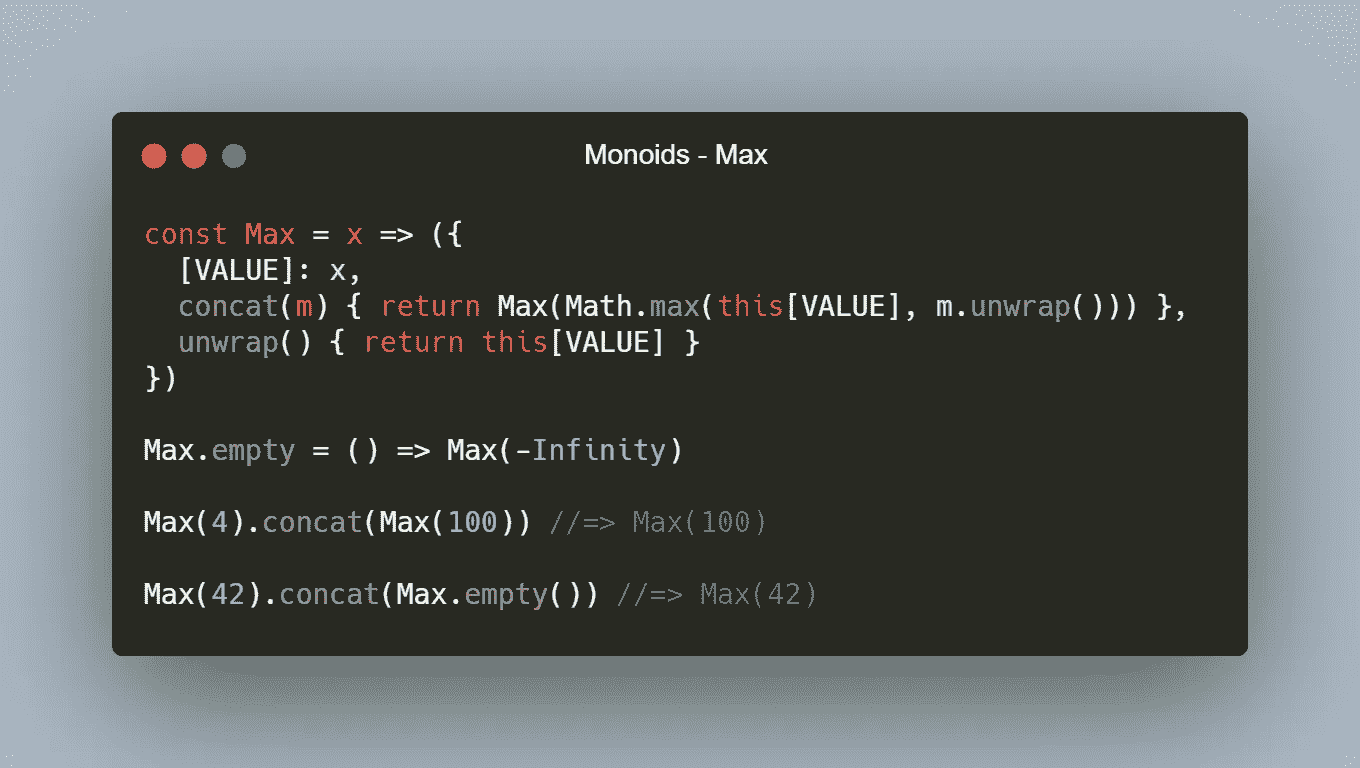 Monoids - Max
const Max = x => ({
  [VALUE]: x,
  concat(m) { return Max(Math.max(this[VALUE], m.unwrap())) },
  unwrap() { return this[VALUE] }
})
Max.empty = () => Max(-Infinity)
Max(4).concat(Max(100)) //=> Max(100)
Max(42).concat(Max.empty()) //=> Max(42)